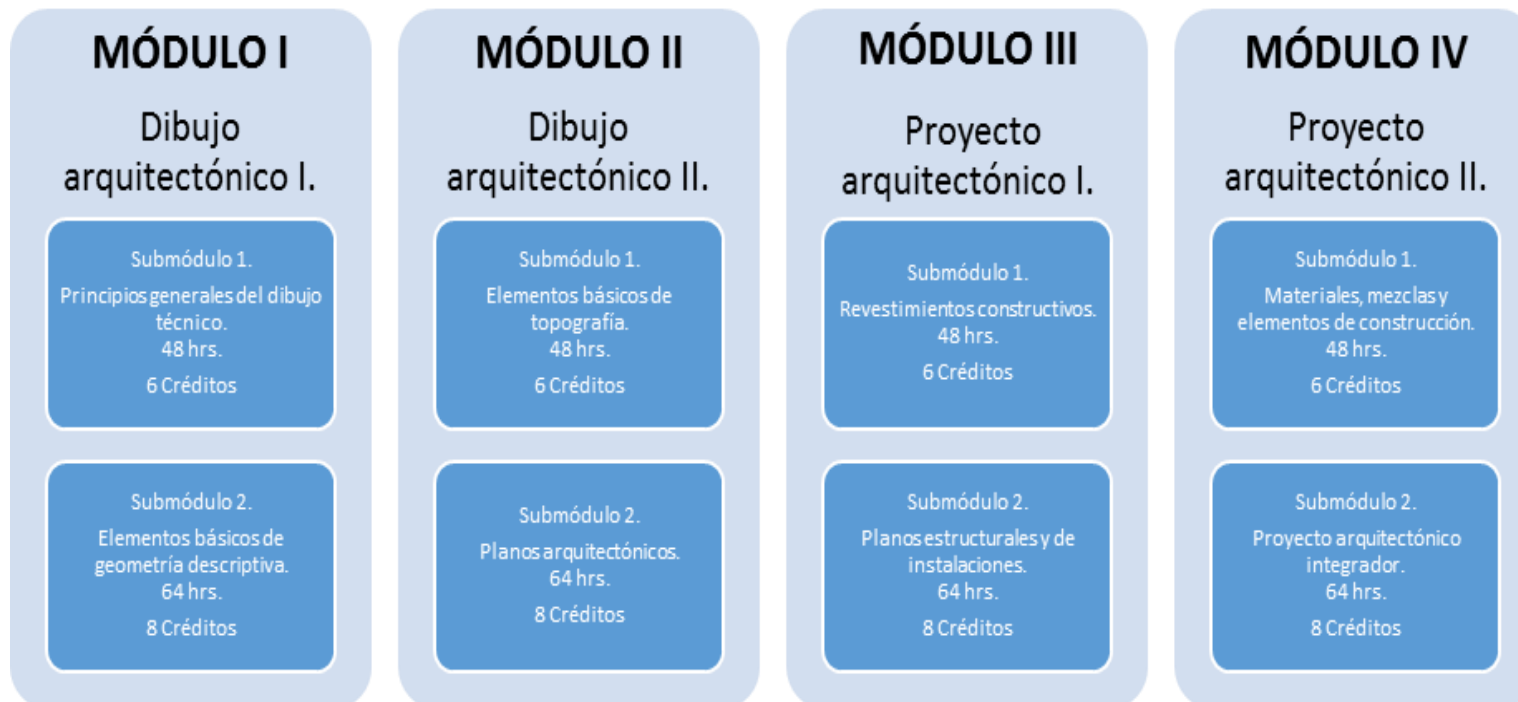 MÓDULO I
Dibujo
arquitectónico I.
Submódulo 1.
Principios generales del dibujo
técnico.
48 hrs.
6 Créditos
Submódulo 2.
Elementos básicos de
geometría descriptiva.
64 hrs.
8 Créditos
MÓDULO II
Dibujo
arquitectónico II.
Submódulo 1.
Elementos básicos de
topografía.
48 hrs.
6 Créditos
Submódulo 2.
Planos arquitectónicos.
64 hrs.
8 Créditos
MÓDULO III
Proyecto
arquitectónico I.
Submódulo 1.
Revestimientos constructivos.
48 hrs.
6 Créditos
Submódulo 2.
Planos estructurales y de
instalaciones.
64 hrs.
8 Créditos
MÓDULO IV
Proyecto
arquitectónico II.
Submódulo 1.
Materiales, mezclas y
elementos de construcción.
48 hrs.
6 Créditos
Submódulo 2.
Proyecto arquitectónico
integrador.
64 hrs.
8 Créditos